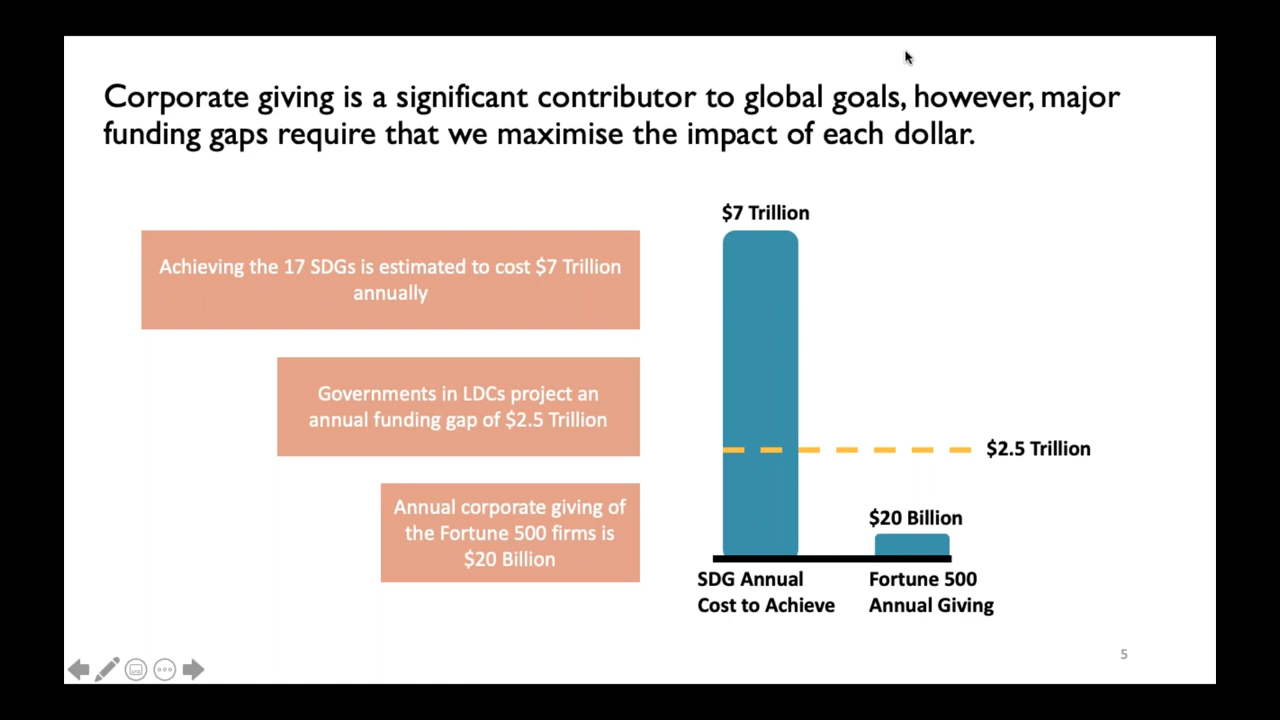 Corporate giving is a significant contributor to global goals, however, major
funding gaps require that we maximise the impact of each dollar.
Achieving the 17 SDGs is estimated to cost $7 Trillion
annually
Governments in LDCs project an
annual funding gap of $2.5 Trillion
Annual corporate giving of
the Fortune 500 firms is
$20 Billion
$7 Trillion
$2.5 Trillion
$20 Billion
SDG Annual
Cost to Achieve
Fortune 500
Annual Giving
5